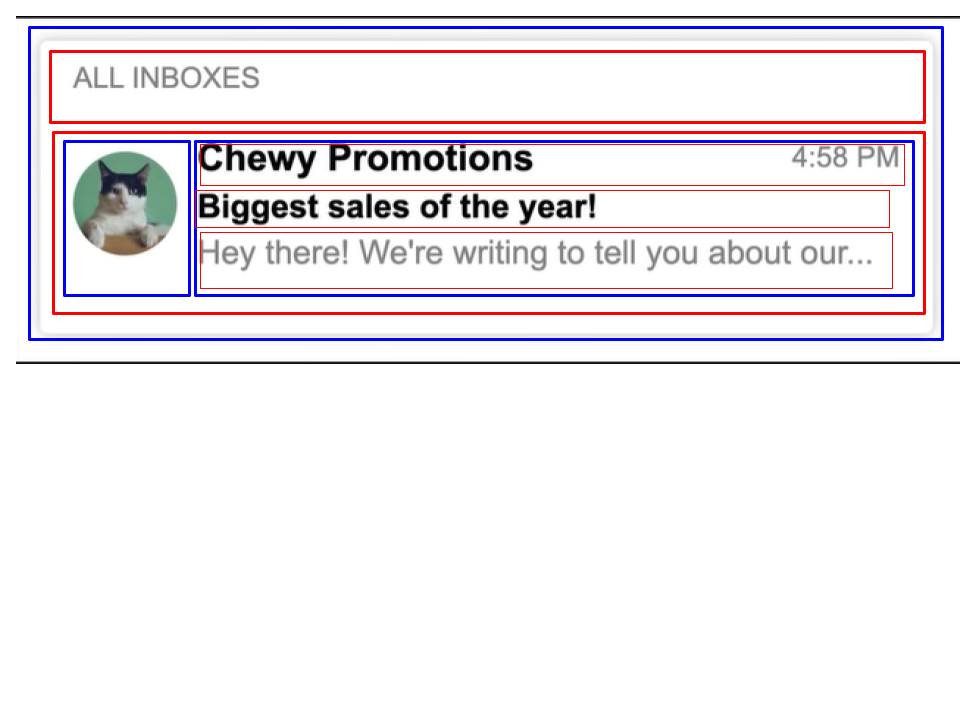 ALL INBOXES
Chewy Promotions 4:58 PM
Biggest sales of the year!
Hey there! We're writing to tell you about our...